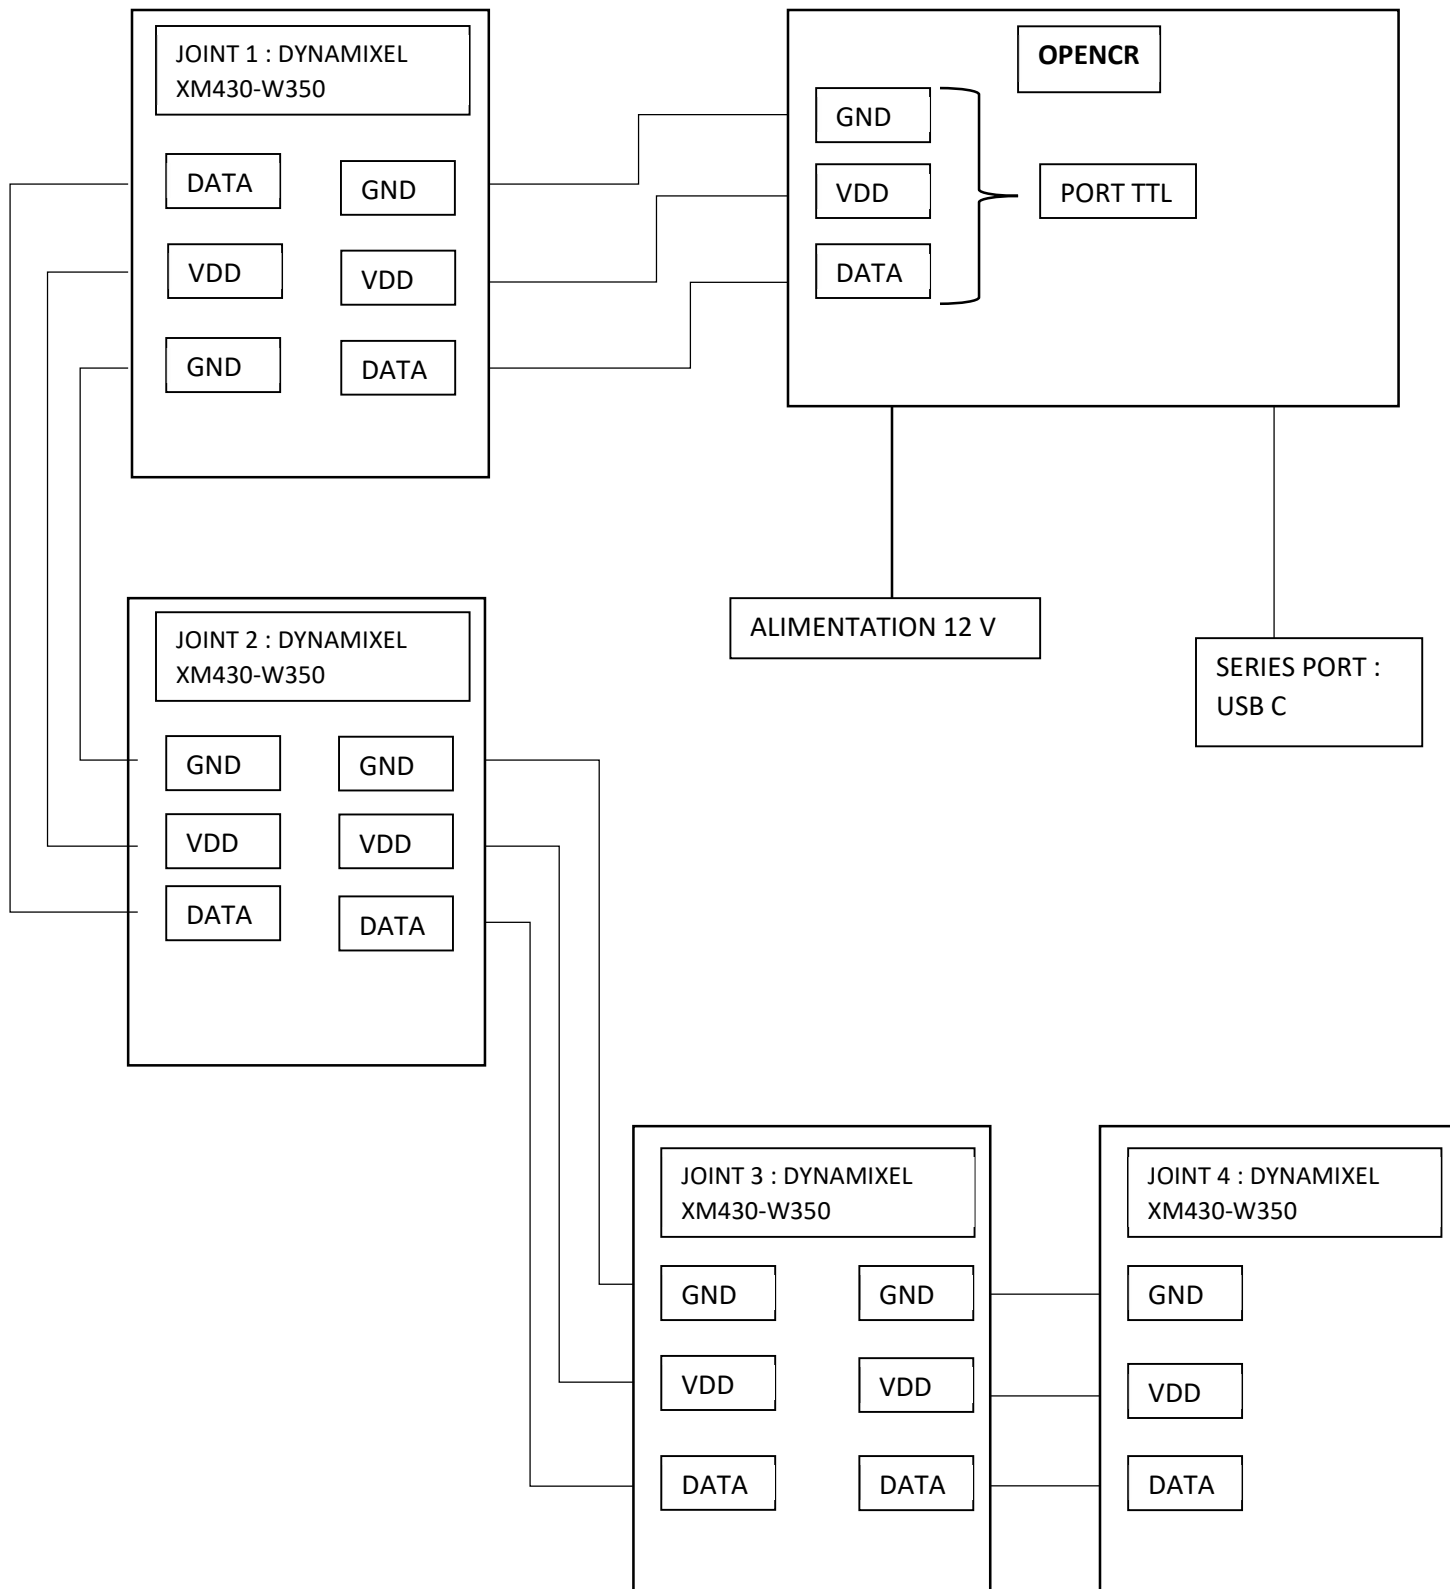 JOINT 1 : DYNAMIXEL
XM430-W350
DATA
GND
VDD
VDD
GND
DATA
OPENCR
GND
VDD
DATA
PORT TTL
ALIMENTATION 12 V
SERIES PORT :
USB C
JOINT 2 : DYNAMIXEL
XM430-W350
GND
GND
VDD
VDD
DATA
DATA
JOINT 3 : DYNAMIXEL
XM430-W350
GND
GND
VDD
VDD
DATA
DATA
JOINT 4 : DYNAMIXEL
XM430-W350
GND
VDD
DATA